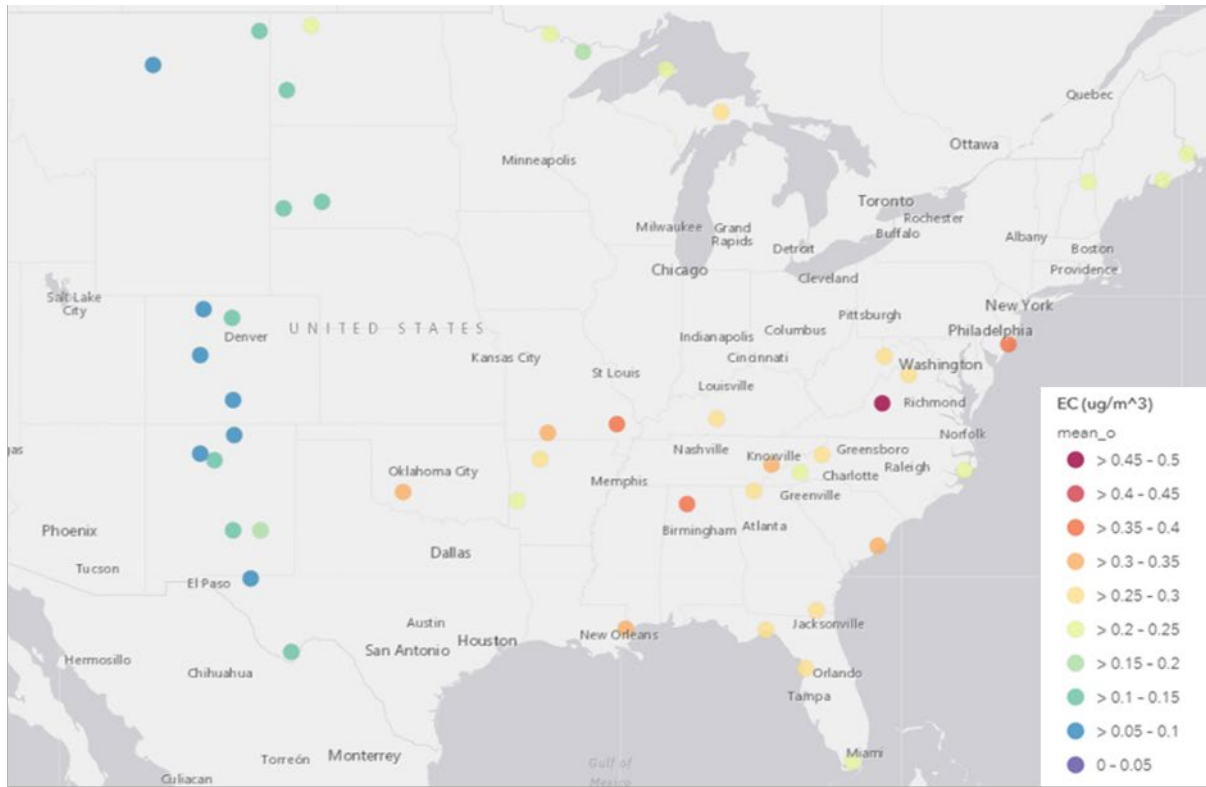 Quebec
Ottawa
Minneapolis
Toronto
Rochester
Buffalo
Milwaukee
Grand
Rapids
Detroit
Albany
Boston
Chicago
Cleveland
Providence
Salt Lake
City
New York
Pittsburgh
Denver
UNITED STATES
Indianapolis
Columbus
Philadelphia
Kansas City
Cincinnati
St Louis
Washington
Louisville
Richmond
Norfolk
gas
Nashville
Knoxville
Greensboro
Oklahoma City
Memphis
Charlotte
Raleigh
Greenville
Phoenix
Birmingham
Atlanta
Dallas
Tucson
El Paso
Austin
Jacksonville
New Orleans
Houston
San Antonio
Hermosillo
Chihuahua
Orlando
Tampa
Miami
Torreón
Monterrey
Gulf of
Mexico
Culiacan
EC (ug/m^3)
mean_o
> 0.45 - 0.5
> 0.4 - 0.45
> 0.35 - 0.4
> 0.3 - 0.35
> 0.25 - 0.3
> 0.2 - 0.25
> 0.15 - 0.2
> 0.1 - 0.15
> 0.05 - 0.1
0 - 0.05